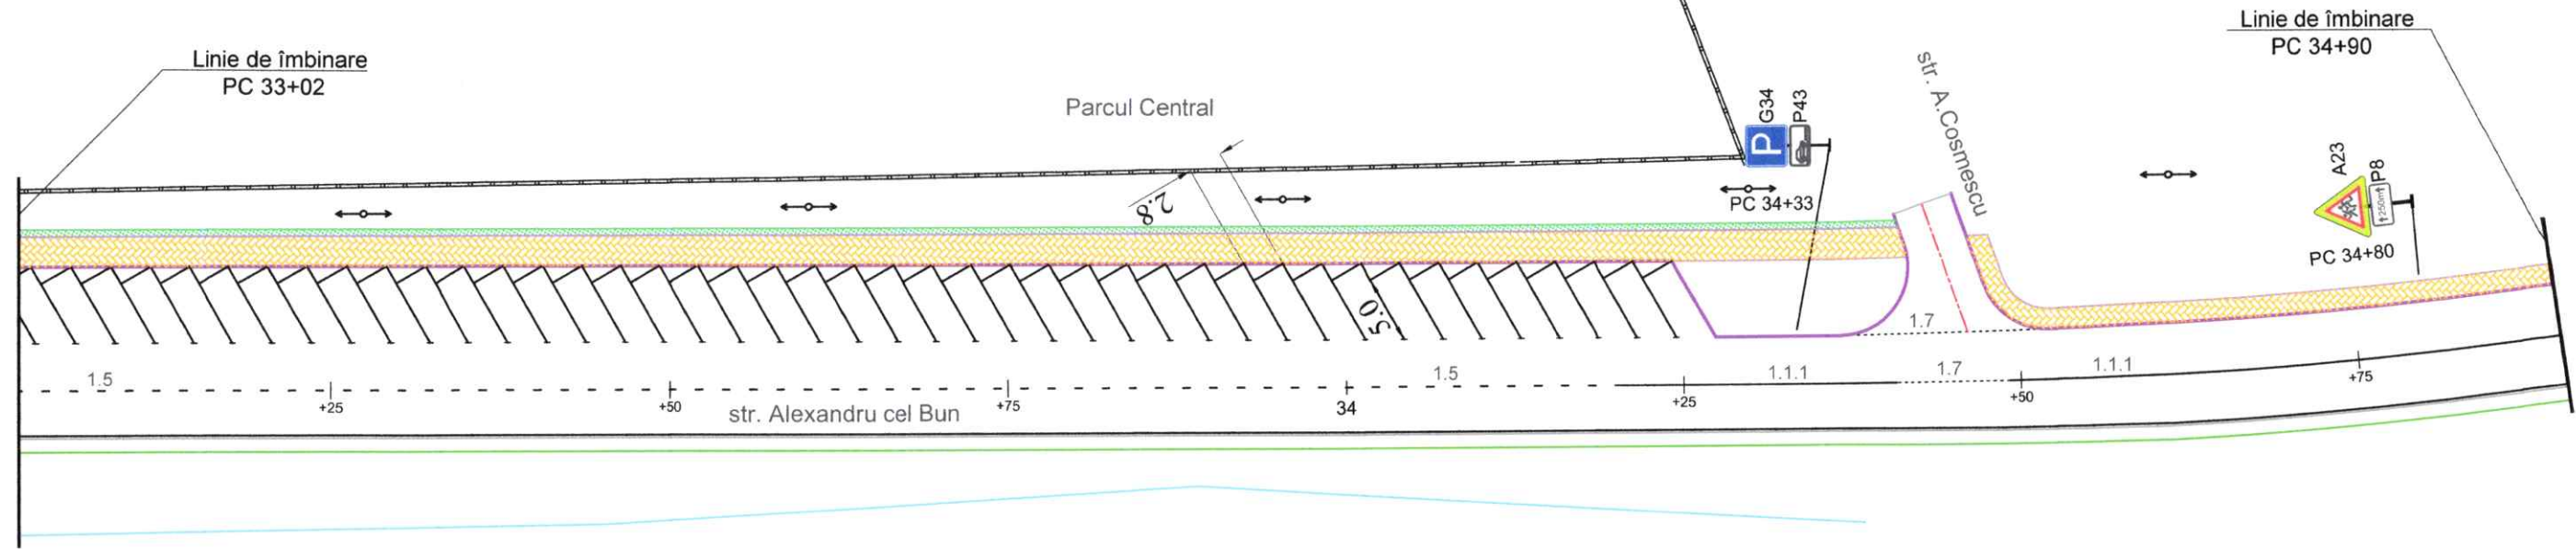 Linie de îmbinare
PC 33+02
Linie de îmbinare
PC 34+90
Parcul Central
G34
P43
P
str. A.Cosmescu
A23
P8
250m
2.8
PC 34+33
PC 34+80
5.0
1.7
1.5
1.5
1.1.1
1.7
1.1.1
+25
+50
+75
34
+25
+50
+75
str. Alexandru cel Bun